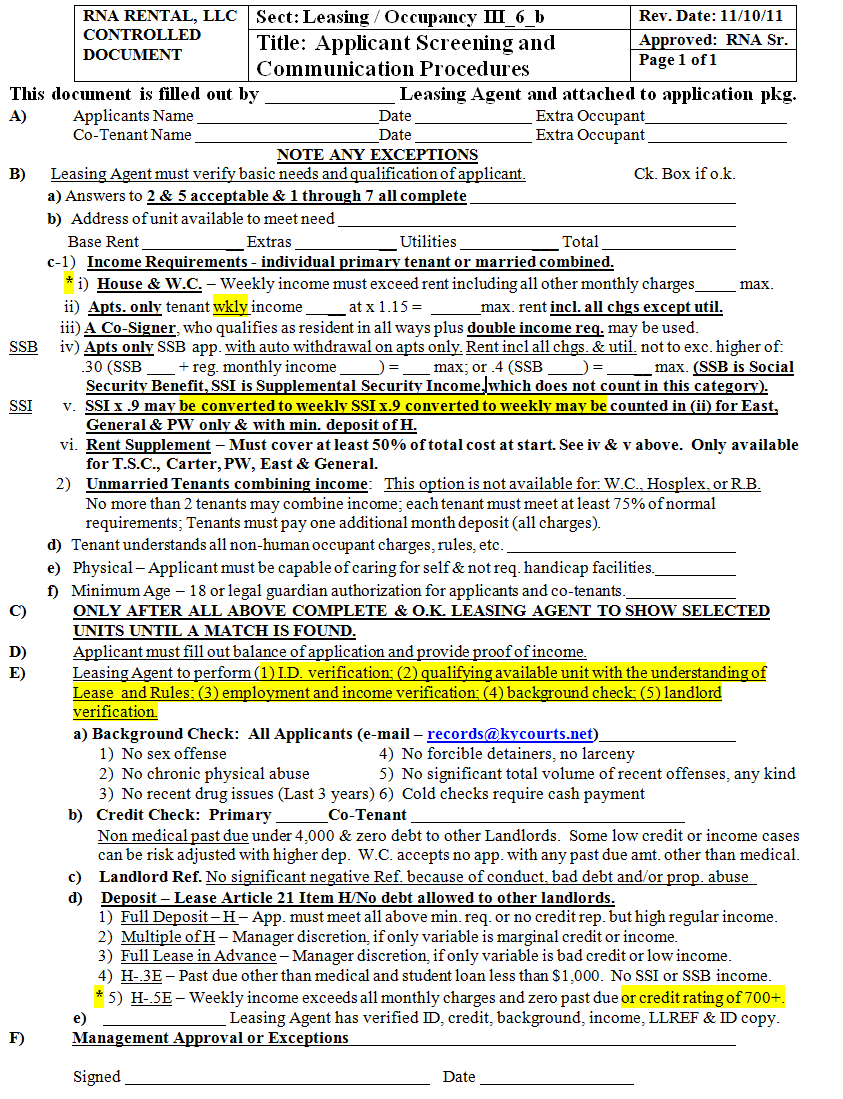 RNA RENTAL, LLC CONTROLLED DOCUMENT
Sect: Leasing / Occupancy III_6_b
Title: Applicant Screening and Communication Procedures
Rev. Date: 11/10/11
Approved: RNA Sr.
Page 1 of 1
This document is filled out by ____________ Leasing Agent and attached to application pkg.
A) Applicants Name ____________________ Date _____________ Extra Occupant_______________
Co-Tenant Name ____________________ Date _____________ Extra Occupant _______________
NOTE ANY EXCEPTIONS
B) Leasing Agent must verify basic needs and qualification of applicant. Ck. Box if o.k.
a) Answers to 2 & 5 acceptable & 1 through 7 all complete ______________________________
b) Address of unit available to meet need ____________________________________________
Base Rent ____________ Extras ____________ Utilities ____________ Total _______________
c-1) Income Requirements - individual primary tenant or married combined.
* i) House & W.C. – Weekly income must exceed rent including all other monthly charges_____ max.
ii) Apts. only tenant wkly income _____ at x 1.15 = ______max. rent incl. all chgs except util.
iii) A Co-Signer, who qualifies as resident in all ways plus double income req. may be used.
SSB iv) Apts only SSB app. with auto withdrawal on apts only. Rent incl all chgs. & util. not to exc. higher of:
.30 (SSB ___ + reg. monthly income ____) = ___ max; or .4 (SSB ____) = _____ max. (SSB is Social
Security Benefit, SSI is Supplemental Security Income, which does not count in this category).
SSI v. SSI x .9 may be converted to weekly SSI x.9 converted to weekly may be counted in (ii) for East,
General & PW only & with min. deposit of H.
vi. Rent Supplement – Must cover at least 50% of total cost at start. See iv & v above. Only available
for T.S.C., Carter, PW, East & General.
2) Unmarried Tenants combining income: This option is not available for: W.C., Hosplex, or R.B.
No more than 2 tenants may combine income; each tenant must meet at least 75% of normal
requirements; Tenants must pay one additional month deposit (all charges).
d) Tenant understands all non-human occupant charges, rules, etc. _________________________
e) Physical – Applicant must be capable of caring for self & not req. handicap facilities.__________
f) Minimum Age – 18 or legal guardian authorization for applicants and co-tenants._____________
C) ONLY AFTER ALL ABOVE COMPLETE & O.K. LEASING AGENT TO SHOW SELECTED
UNITS UNTIL A MATCH IS FOUND.
D) Applicant must fill out balance of application and provide proof of income.
E) Leasing Agent to perform (1) I.D. verification; (2) qualifying available unit with the understanding of
Lease and Rules; (3) employment and income verification; (4) background check; (5) landlord
verification.
a) Background Check: All Applicants (e-mail – records@kycourts.net)_______________
1) No sex offense 4) No forcible detainers, no larceny
2) No chronic physical abuse 5) No significant total volume of recent offenses, any kind
3) No recent drug issues (Last 3 years) 6) Cold checks require cash payment
b) Credit Check: Primary ______Co-Tenant ______________________________
Non medical past due under 4,000 & zero debt to other Landlords. Some low credit or income cases
can be risk adjusted with higher dep. W.C. accepts no app. with any past due amt. other than medical.
c) Landlord Ref. No significant negative Ref. because of conduct, bad debt and/or prop. abuse
d) Deposit – Lease Article 21 Item H/No debt allowed to other landlords.
1) Full Deposit – H – App. must meet all above min. req. or no credit rep. but high regular income.
2) Multiple of H – Manager discretion, if only variable is marginal credit or income.
3) Full Lease in Advance – Manager discretion, if only variable is bad credit or low income.
4) H-.3E – Past due other than medical and student loan less than $1,000. No SSI or SSB income.
* 5) H-.5E – Weekly income exceeds all monthly charges and zero past due or credit rating of 700+.
e) ______________ Leasing Agent has verified ID, credit, background, income, LLREF & ID copy.
F) Management Approval or Exceptions
Signed __________________________________ Date _________________